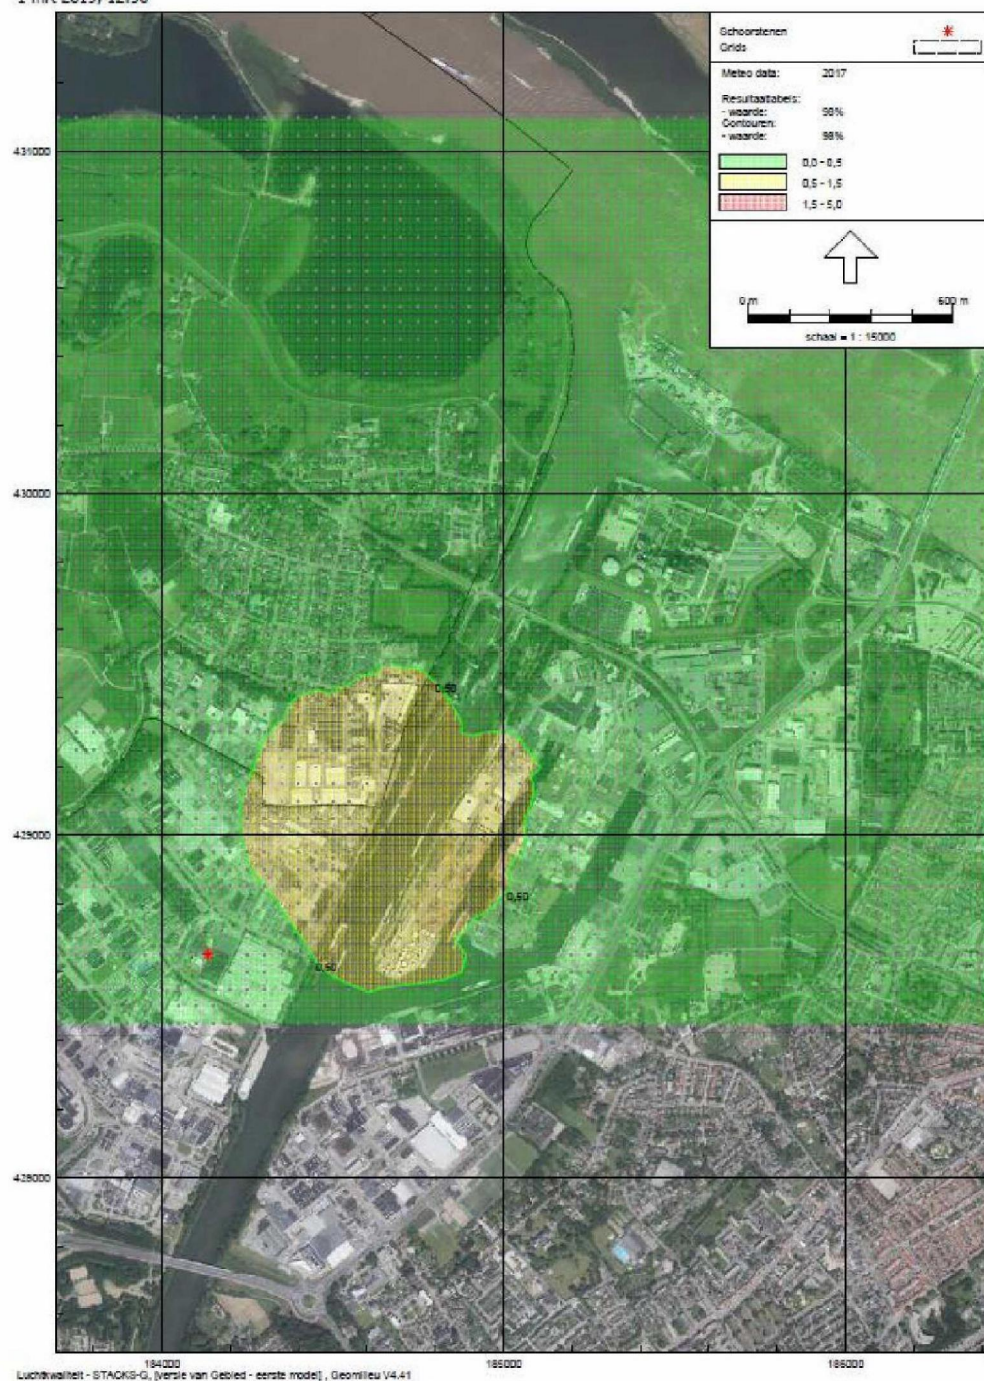 Schoorstenen
Grids
Meteo data: 2017
Resultaatlabels:
- waarde: 98%
Contouren:
- waarde: 98%
0,0 - 0,5
0,5 - 1,5
1,5 - 5,0
0 m 600 m
schaal = 1 : 15000
431000
430000
0,50
429000
0,50
0,50
428000
184000 185000 186000
Luchtkwaliteit - STACKS-G, [versie van Gebied - eerste model] , Geomilieu V4.41